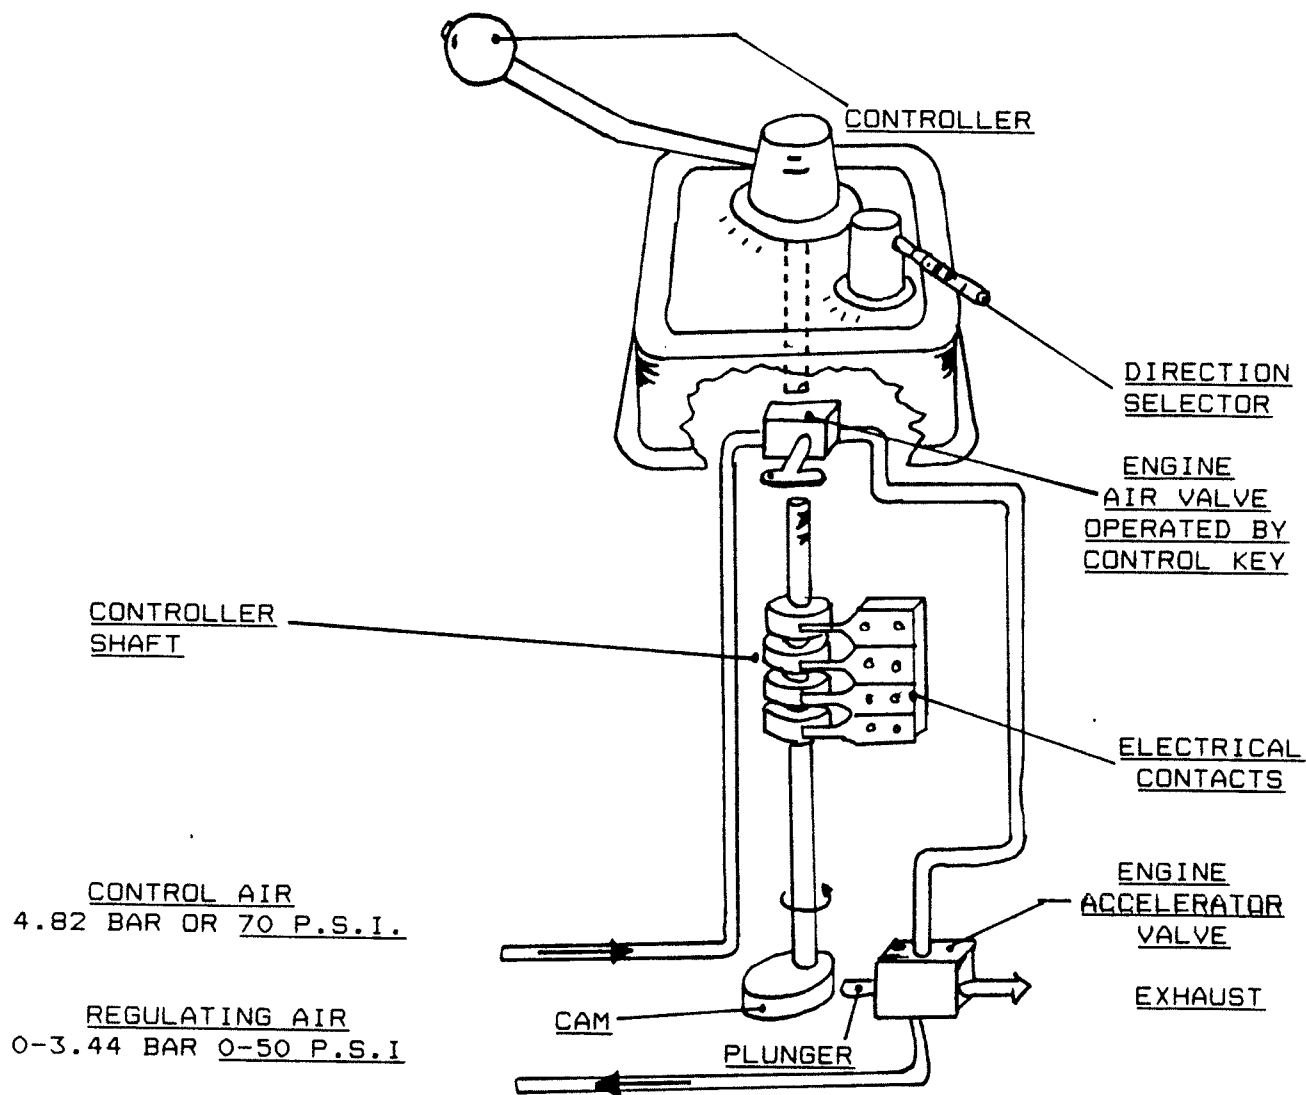 CONTROLLER
DIRECTION
SELECTOR
ENGINE
AIR VALVE
OPERATED BY
CONTROL KEY
CONTROLLER
SHAFT
ELECTRICAL
CONTACTS
CONTROL AIR
4.82 BAR OR 70 P.S.I.
ENGINE
ACCELERATOR
VALVE
REGULATING AIR
0-3.44 BAR 0-50 P.S.I
CAM
PLUNGER
EXHAUST